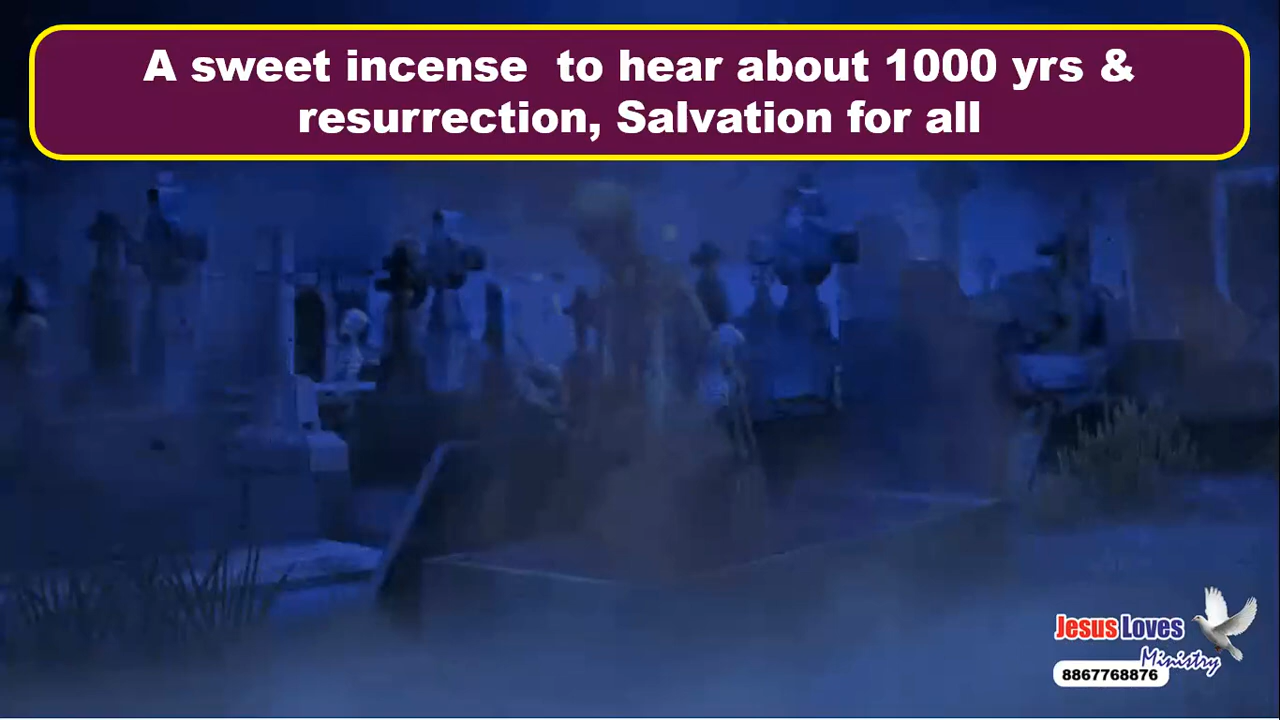 A sweet incense  to hear about 1000 yrs &
resurrection, Salvation for all
Jesus Loves
Ministry
8867768876